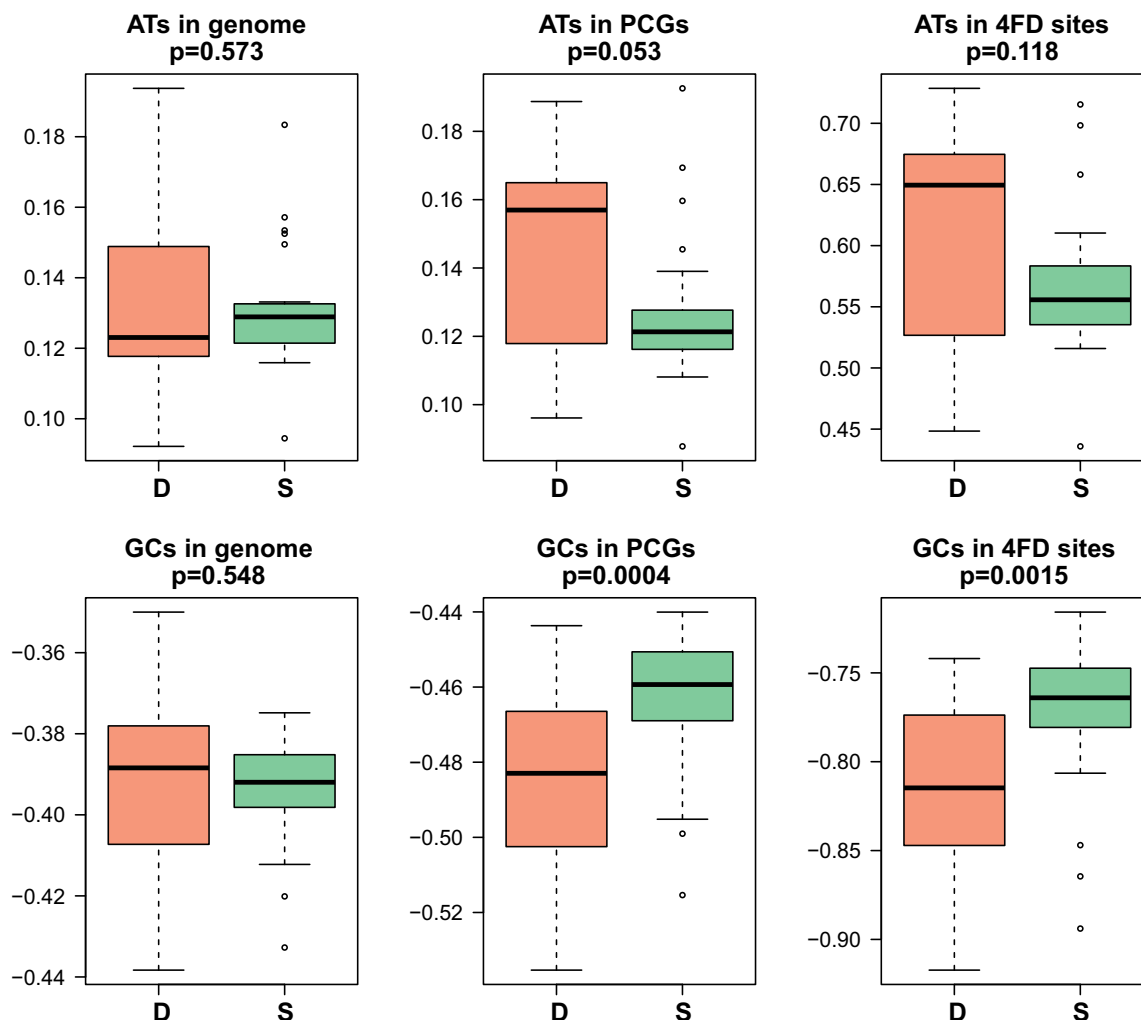 ATs in genome
p=0.573
0.18
0.16
0.14
0.12
0.10
D
S
ATs in PCGs
p=0.053
0.18
0.16
0.14
0.12
0.10
D
S
ATs in 4FD sites
p=0.118
0.70
0.65
0.60
0.55
0.50
0.45
D
S
GCs in genome
p=0.548
−0.36
−0.38
−0.40
−0.42
−0.44
D
S
GCs in PCGs
p=0.0004
−0.44
−0.46
−0.48
−0.50
−0.52
D
S
GCs in 4FD sites
p=0.0015
−0.75
−0.80
−0.85
−0.90
D
S